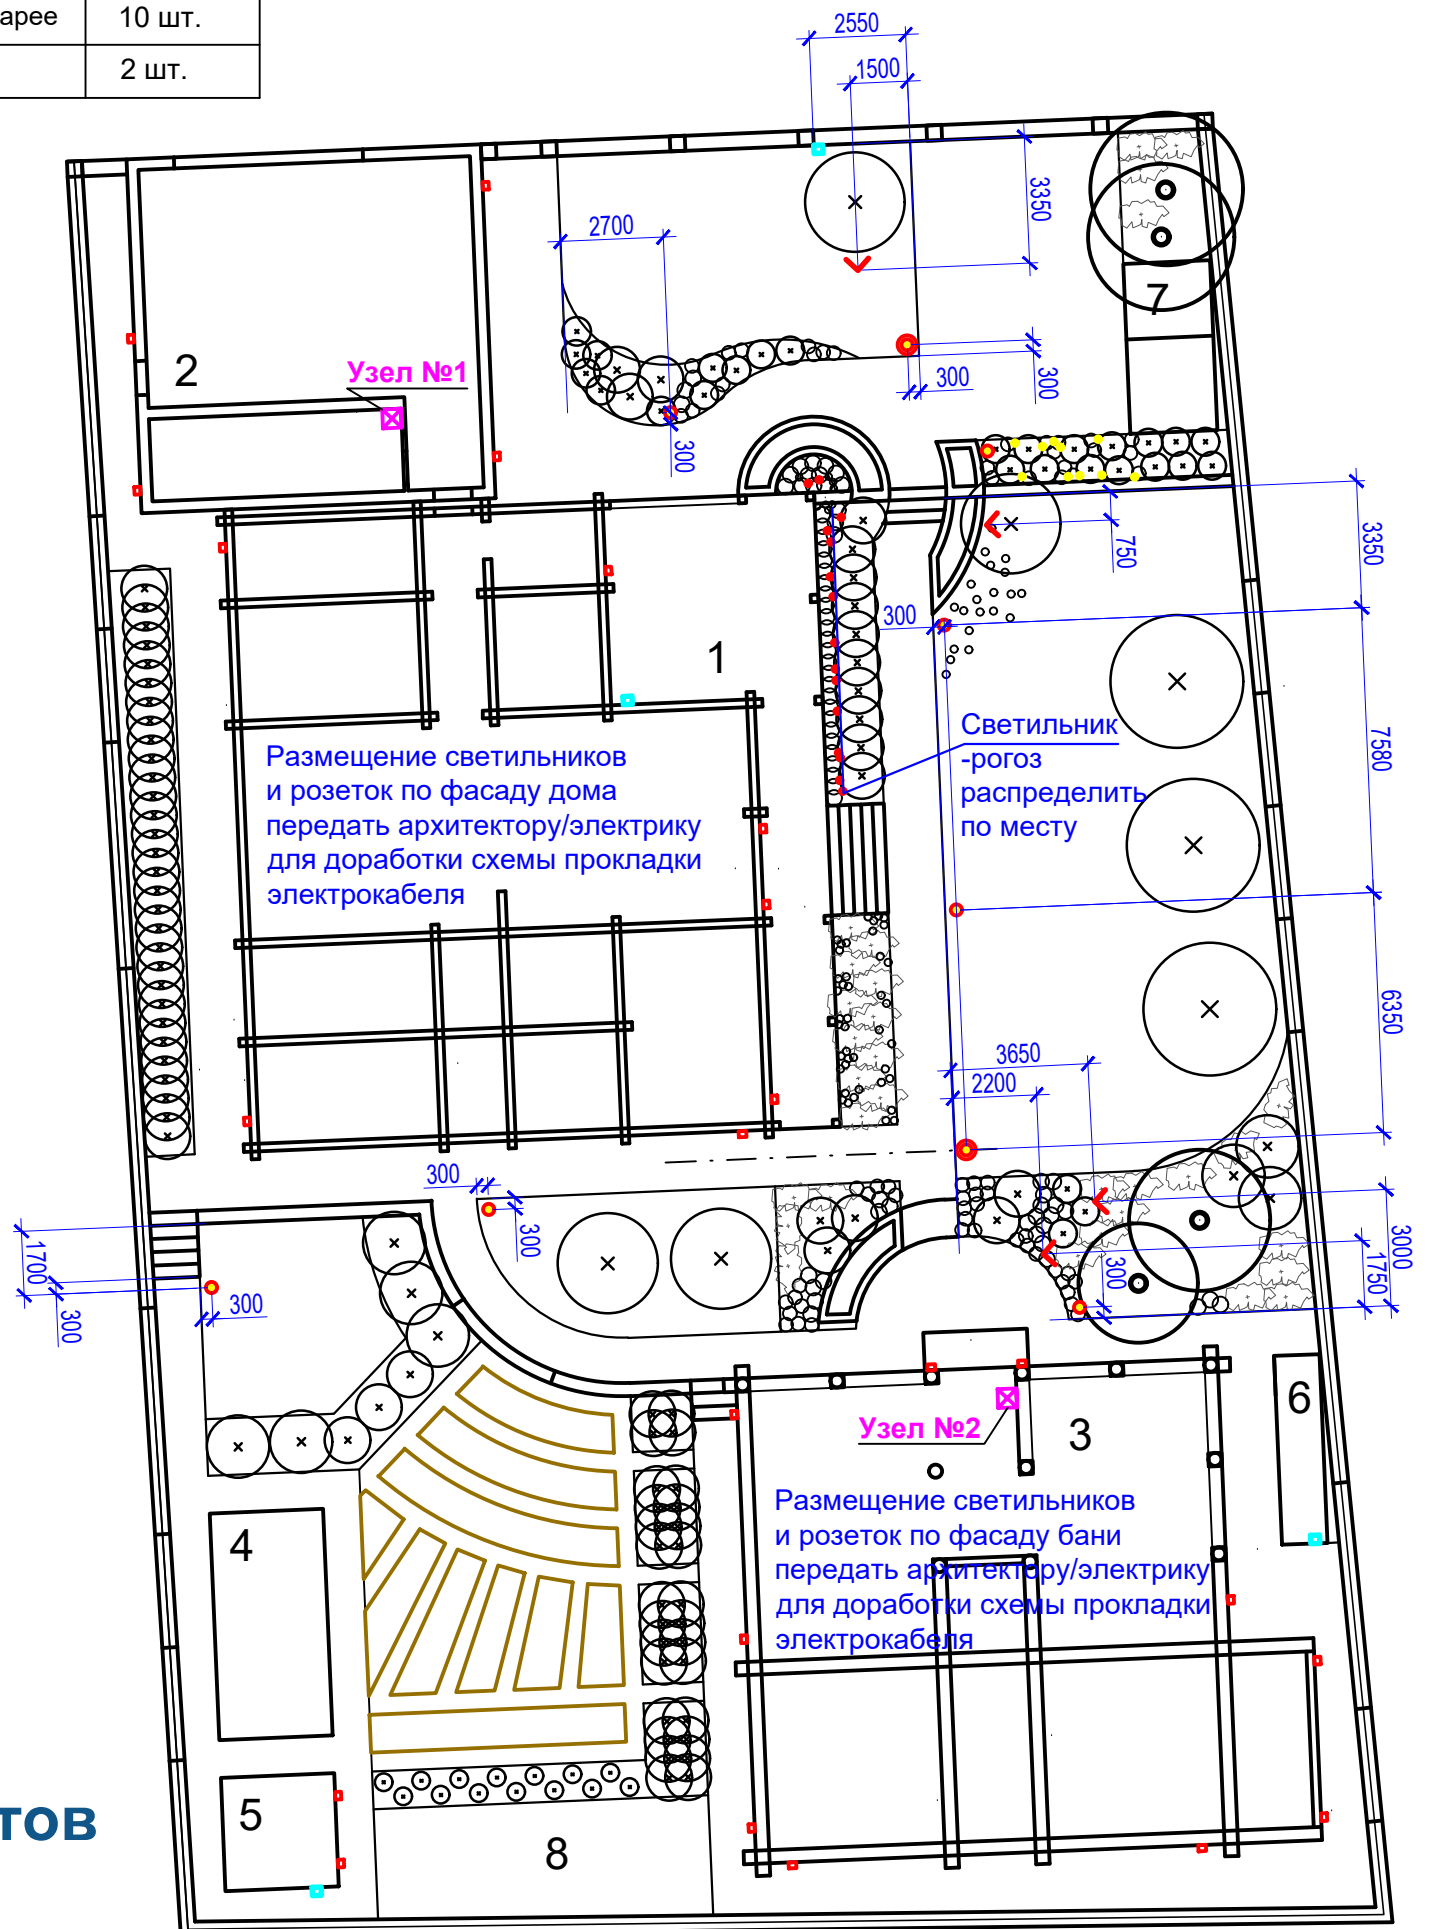 арее
10 шт.
2 шт.
2550
1500
3350
2700
7
2
Узел №1
300
300
300
3350
750
300
1
Светильник
-рогоз
распределить
по месту
7580
Размещение светильников
и розеток по фасаду дома
передать архитектору/электрику
для доработки схемы прокладки
электрокабеля
6350
3650
2200
300
300
1700
300
300
300
3000
1750
6
Узел №2
3
Размещение светильников
и розеток по фасаду бани
передать архитектору/электрику
для доработки схемы прокладки
электрокабеля
4
5
тов
8